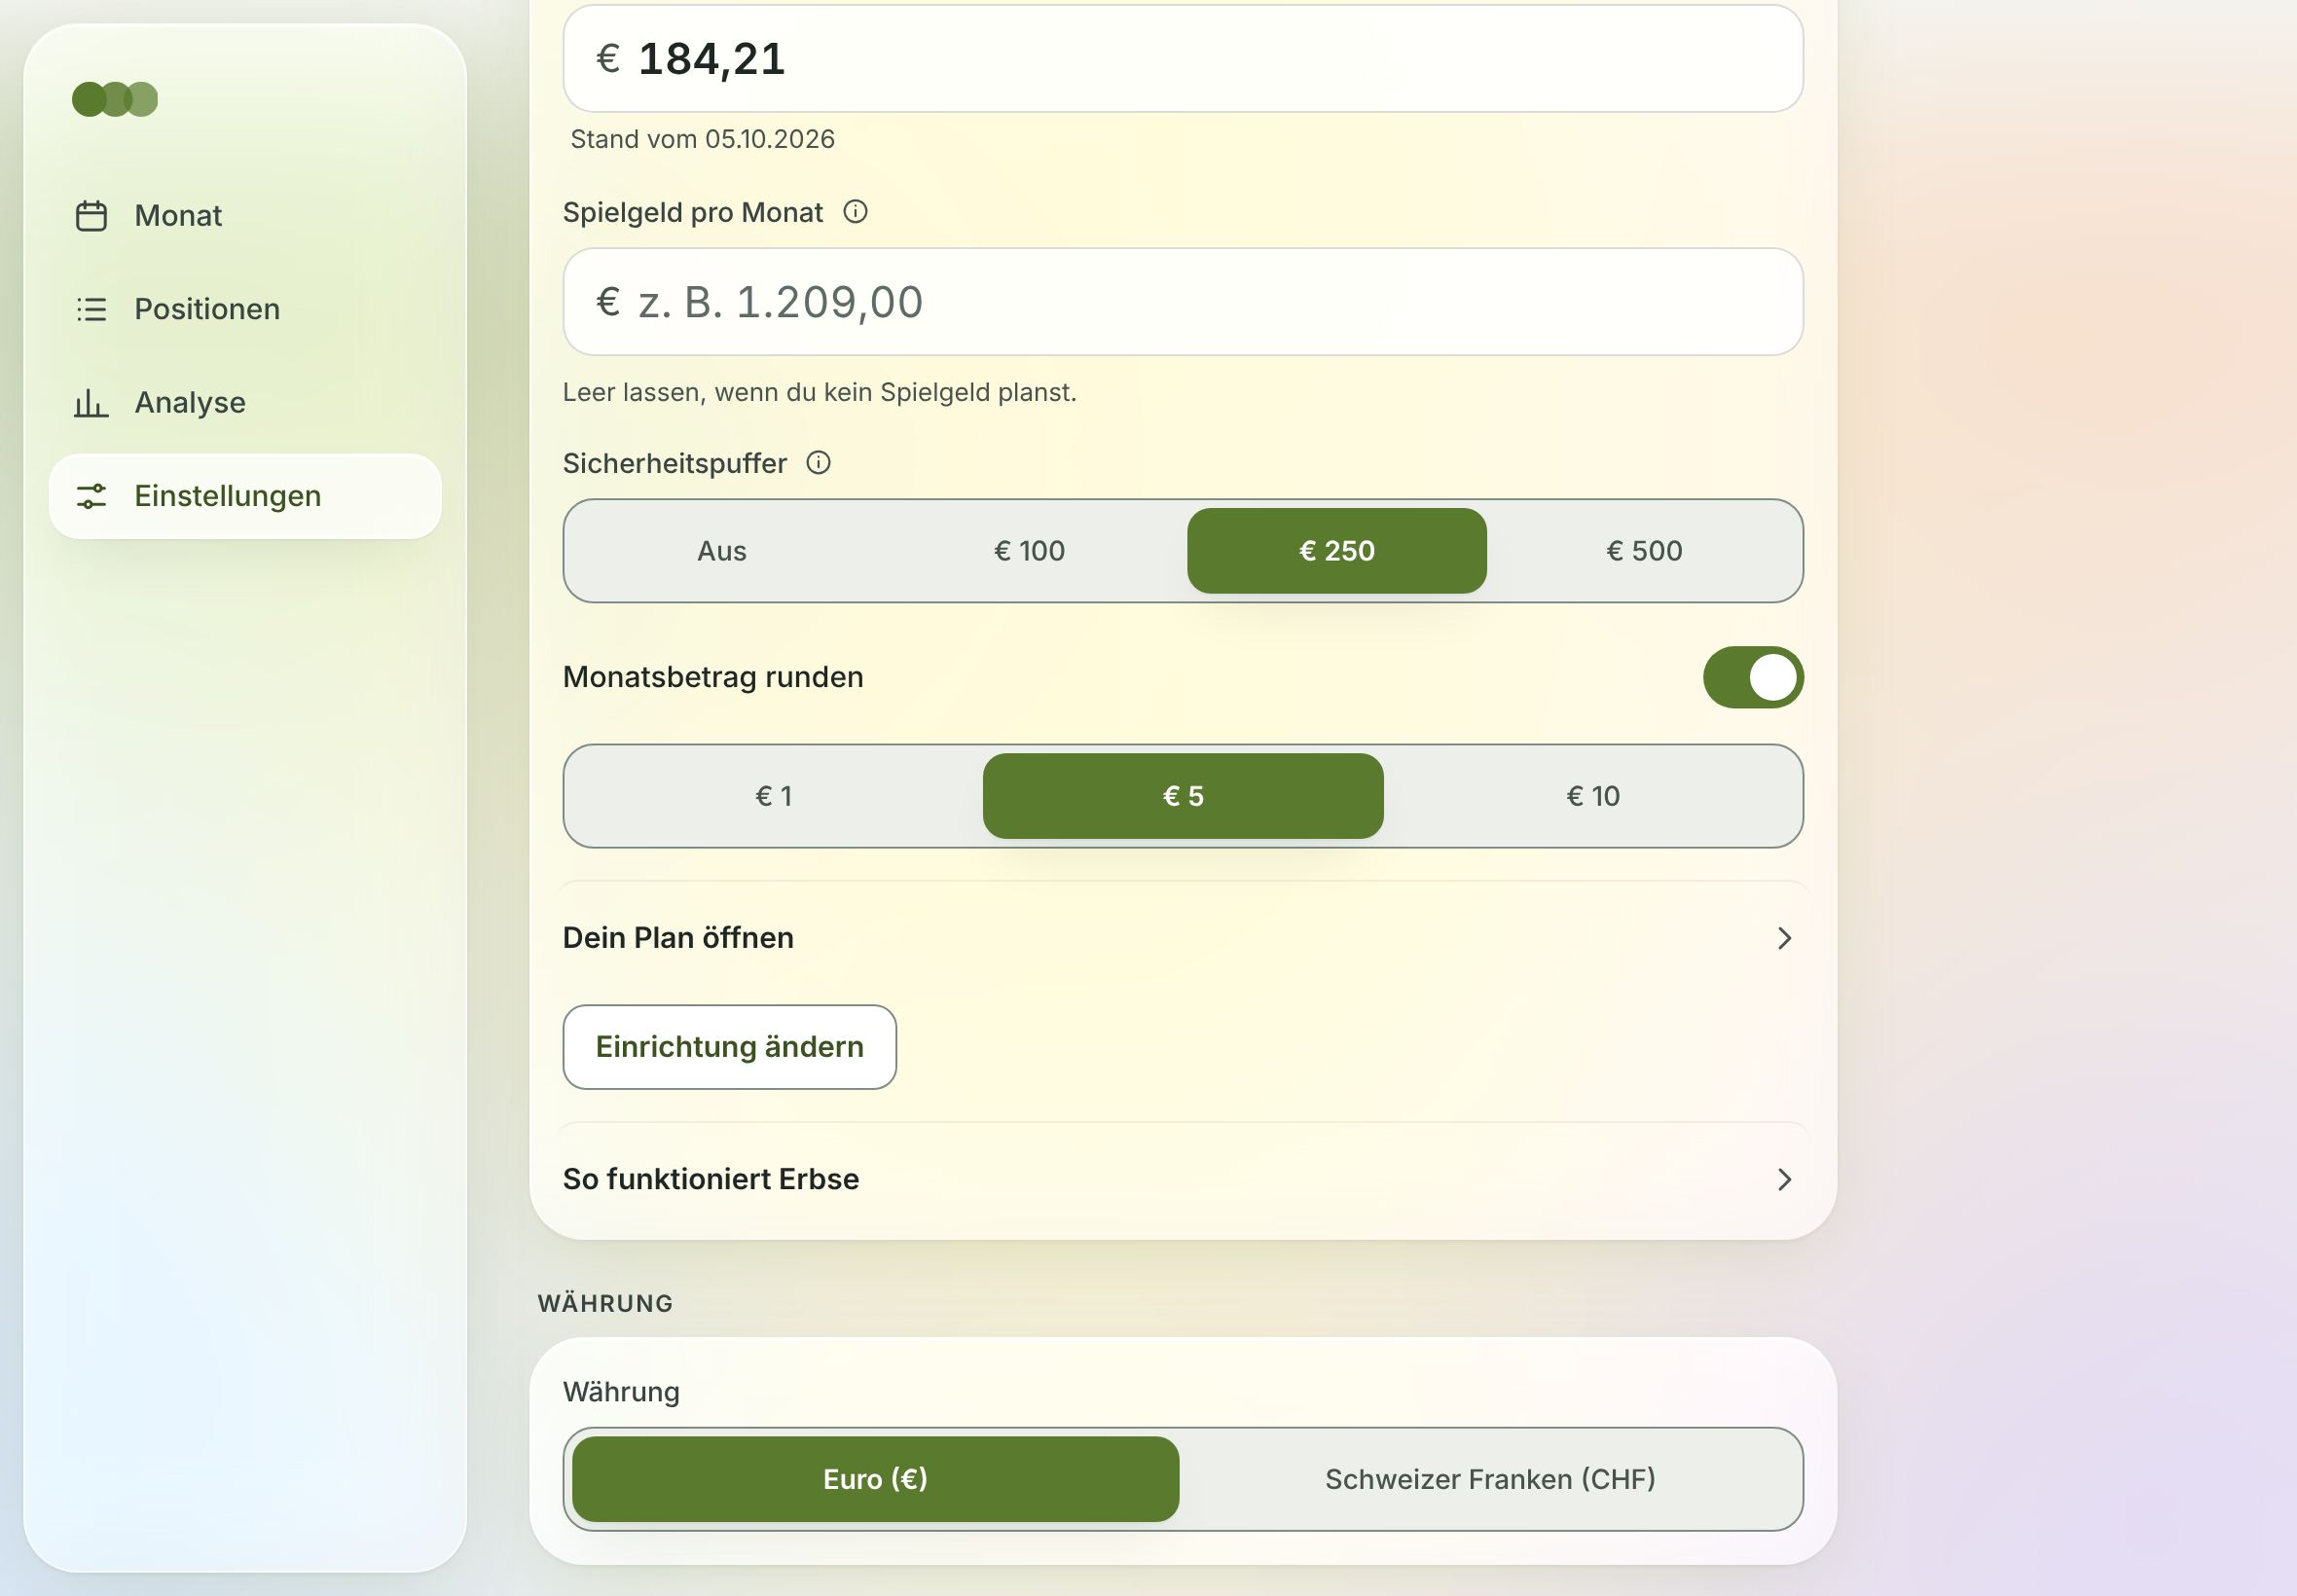 Monat
Positionen
Analyse
Einstellungen
€ 184,21
Stand vom 05.10.2026
Spielgeld pro Monat
€ z. B. 1.209,00
Leer lassen, wenn du kein Spielgeld planst.
Sicherheitspuffer
Aus € 100 € 250 € 500
Monatsbetrag runden
€ 1 € 5 € 10
Dein Plan öffnen
Einrichtung ändern
So funktioniert Erbse
WÄHRUNG
Währung
Euro (€) Schweizer Franken (CHF)